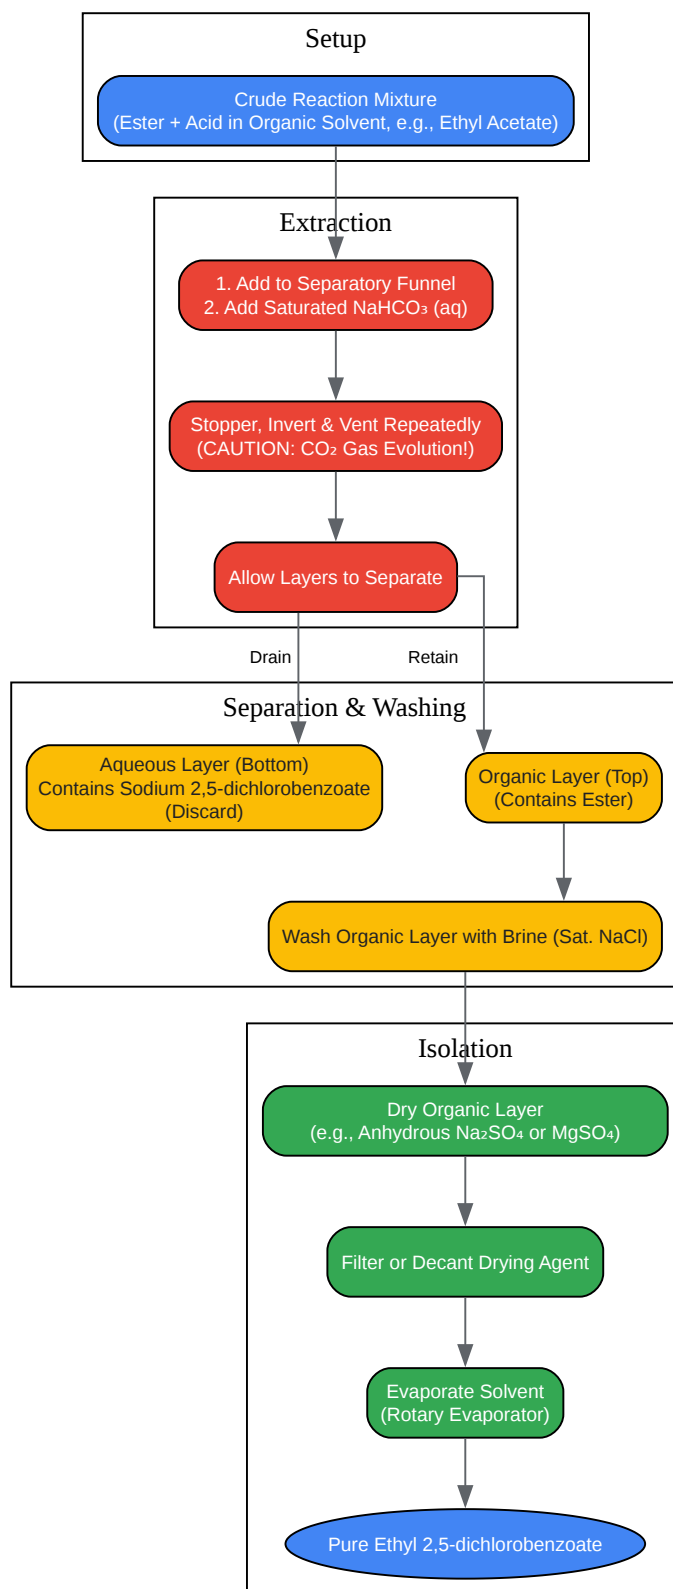 Setup
Crude Reaction Mixture
(Ester + Acid in Organic Solvent, e.g., Ethyl Acetate)
Extraction
1. Add to Separatory Funnel
2. Add Saturated NaHCO₃ (aq)
Stopper, Invert & Vent Repeatedly
(CAUTION: CO₂ Gas Evolution!)
Allow Layers to Separate
Drain
Retain
Separation & Washing
Aqueous Layer (Bottom)
Contains Sodium 2,5-dichlorobenzoate
(Discard)
Organic Layer (Top)
(Contains Ester)
Wash Organic Layer with Brine (Sat. NaCl)
Isolation
Dry Organic Layer
(e.g., Anhydrous Na₂SO₄ or MgSO₄)
Filter or Decant Drying Agent
Evaporate Solvent
(Rotary Evaporator)
Pure Ethyl 2,5-dichlorobenzoate